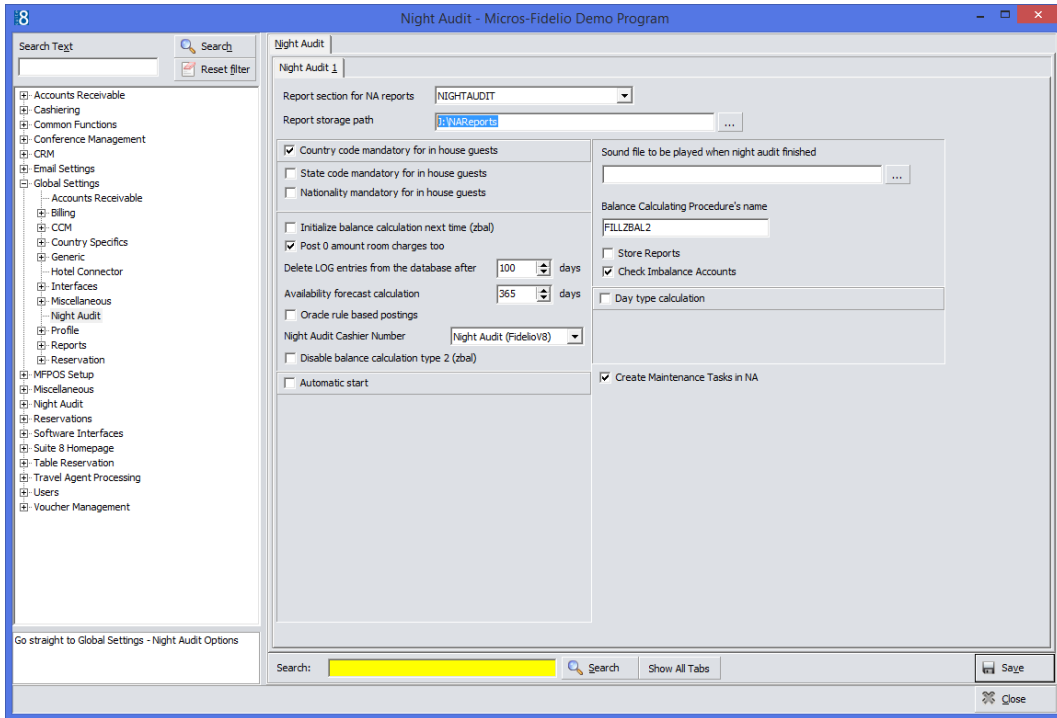 8
Night Audit - Micros-Fidelio Demo Program
Search Text
Search
Reset filter
Accounts Receivable
Cashiering
Common Functions
Conference Management
CRM
Email Settings
Global Settings
Accounts Receivable
Billing
CCM
Country Specifics
Generic
Hotel Connector
Interfaces
Miscellaneous
Night Audit
Profile
Reports
Reservation
MFPOS Setup
Miscellaneous
Night Audit
Reservations
Software Interfaces
Suite 8 Homepage
Table Reservation
Travel Agent Processing
Users
Voucher Management
Go straight to Global Settings - Night Audit Options
Night Audit
Night Audit 1
Report section for NA reports NIGHTAUDIT
Report storage path J:\NAReports ...
Country code mandatory for in house guests
State code mandatory for in house guests
Nationality mandatory for in house guests
Initialize balance calculation next time (zbal)
Post 0 amount room charges too
Delete LOG entries from the database after 100 days
Availability forecast calculation 365 days
Oracle rule based postings
Night Audit Cashier Number Night Audit (FidelioV8)
Disable balance calculation type 2 (zbal)
Automatic start
Sound file to be played when night audit finished
...
Balance Calculating Procedure's name
FILLZBAL2
Store Reports
Check Imbalance Accounts
Day type calculation
Create Maintenance Tasks in NA
Search: Search Show All Tabs Save
Close